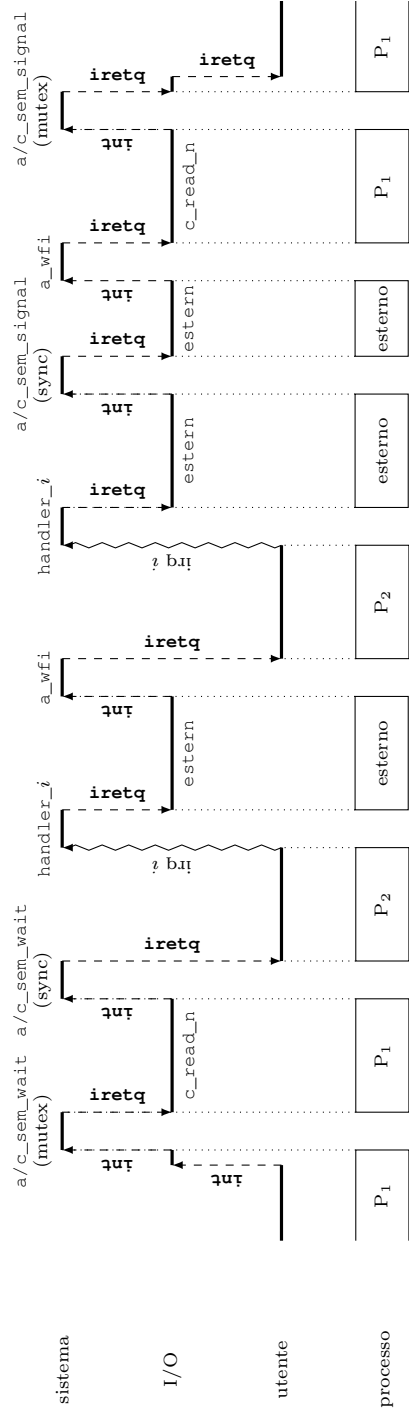 a/c_sem_wait
(mutex)
a/c_sem_wait
(sync)
handler_i
a_wfi
handler_i
a/c_sem_signal
(sync)
a_wfi
a/c_sem_signal
(mutex)
sistema
int
iretq
int
iretq
irq i
iretq
int
iretq
irq i
iretq
int
iretq
int
iretq
int
iretq
I/O
c_read_n
estern
estern
estern
c_read_n
int
iretq
utente
processo
P₁
P₁
P₂
esterno
P₂
esterno
esterno
P₁
P₁